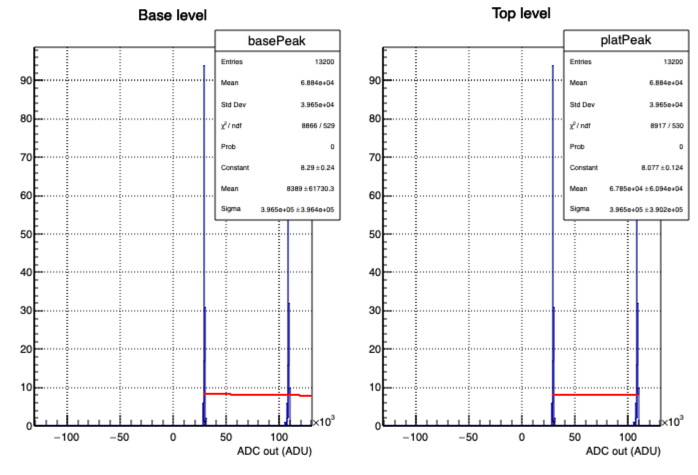 Base level
basePeak
Entries 13200
Mean 6.884e+04
Std Dev 3.965e+04
χ² / ndf 8866 / 529
Prob 0
Constant 8.29 ± 0.24
Mean 8389 ± 61730.3
Sigma 3.965e+05 ± 3.964e+05
90
80
70
60
50
40
30
20
10
0
−100 −50 0 50 100
×10³
ADC out (ADU)
Top level
platPeak
Entries 13200
Mean 6.884e+04
Std Dev 3.965e+04
χ² / ndf 8917 / 530
Prob 0
Constant 8.077 ± 0.124
Mean 6.785e+04 ± 6.094e+04
Sigma 3.965e+05 ± 3.902e+05
90
80
70
60
50
40
30
20
10
0
−100 −50 0 50 100
×10³
ADC out (ADU)